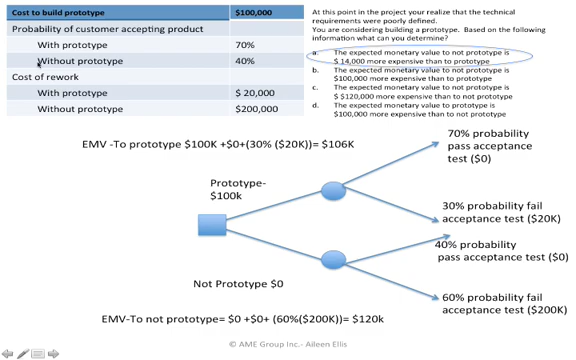 Cost to build prototype $100,000
Probability of customer accepting product
With prototype 70%
Without prototype 40%
Cost of rework
With prototype $ 20,000
Without prototype $200,000
At this point in the project your realize that the technical
requirements were poorly defined.
You are considering building a prototype. Based on the following
information what can you determine?
a. The expected monetary value to not prototype is
$ 14,000 more expensive than to prototype
b. The expected monetary value to not prototype is
$100,000 more expensive than to prototype
c. The expected monetary value to prototype is
$ $120,000 more expensive than to not prototype
d. The expected monetary value to prototype is
$100,000 more expensive than to not prototype
EMV -To prototype $100K +$0+(30% ($20K))= $106K
70% probability
pass acceptance
test ($0)
Prototype-
$100k
30% probability fail
acceptance test ($20K)
40% probability
pass acceptance test ($0)
Not Prototype $0
60% probability fail
acceptance test ($200K)
EMV-To not prototype= $0 +$0+ (60%($200K))= $120k
© AME Group Inc.- Aileen Ellis